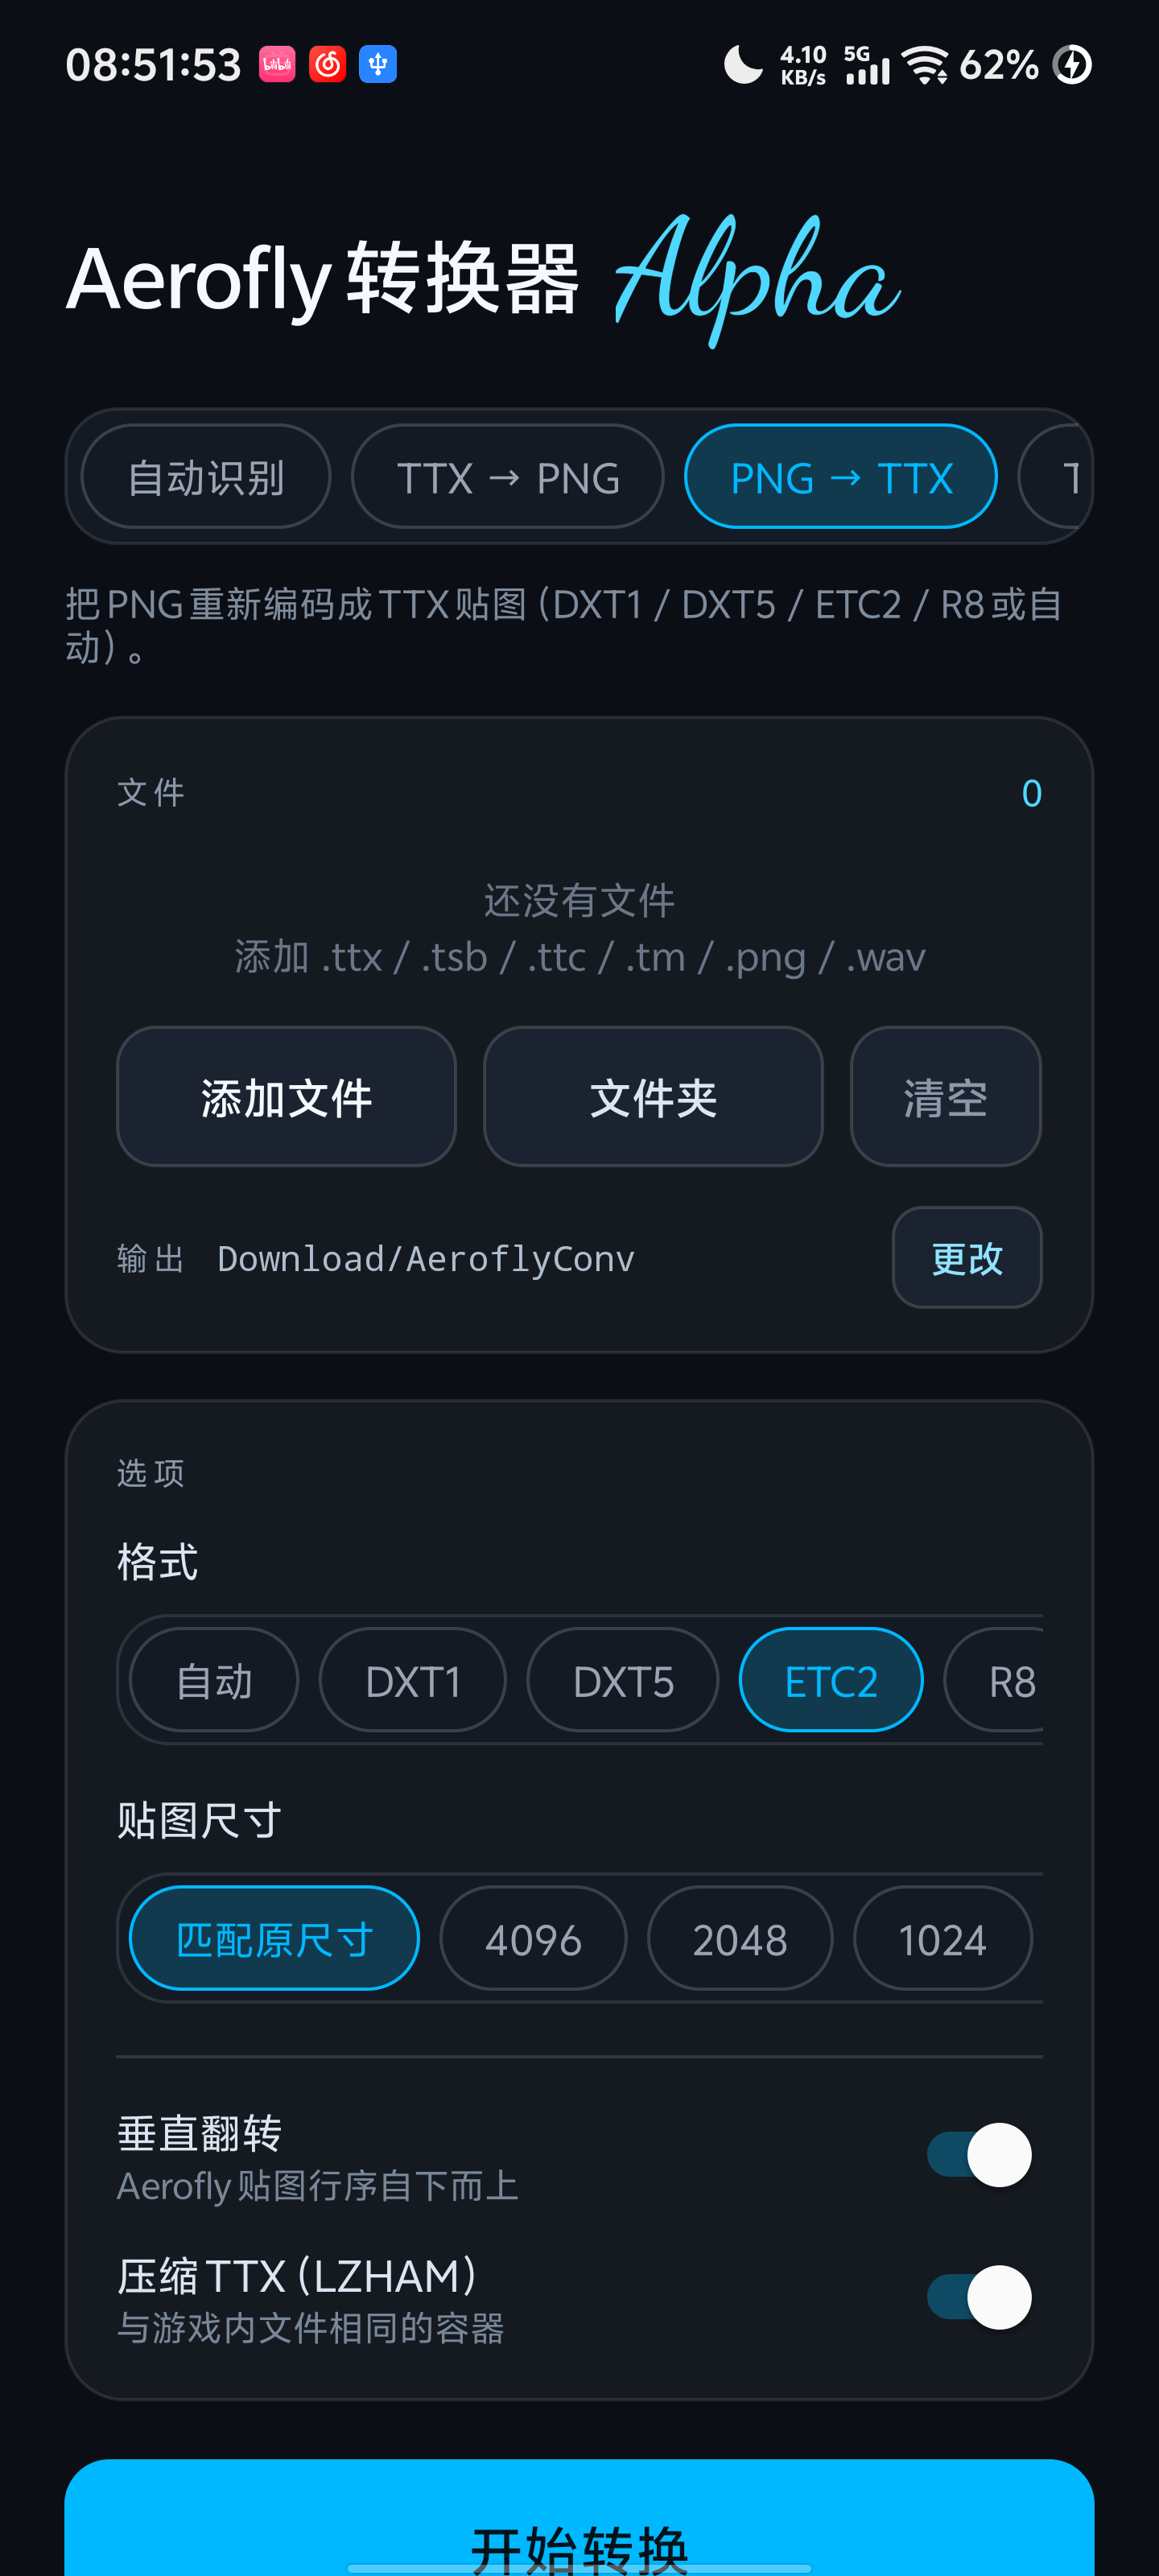 08:51:53 bilibili 4.10 KB/s 5G 62%
Aerofly 转换器 Alpha
自动识别 TTX → PNG PNG → TTX T
把 PNG 重新编码成 TTX 贴图 (DXT1 / DXT5 / ETC2 / R8 或自
动) 。
文件 0
还没有文件
添加 .ttx / .tsb / .ttc / .tm / .png / .wav
添加文件 文件夹 清空
输出 Download/AeroflyConv 更改
选项
格式
自动 DXT1 DXT5 ETC2 R8
贴图尺寸
匹配原尺寸 4096 2048 1024
垂直翻转
Aerofly 贴图行序自下而上
压缩 TTX (LZHAM)
与游戏内文件相同的容器
开始转换